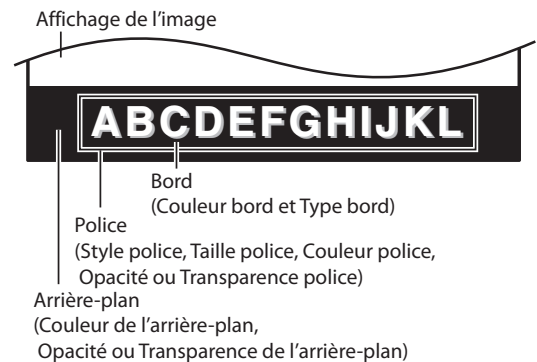 Affichage de l'image
ABCDEFGHIJKL
Bord
(Couleur bord et Type bord)
Police
(Style police, Taille police, Couleur police,
Opacité ou Transparence police)
Arrière-plan
(Couleur de l'arrière-plan,
Opacité ou Transparence de l'arrière-plan)